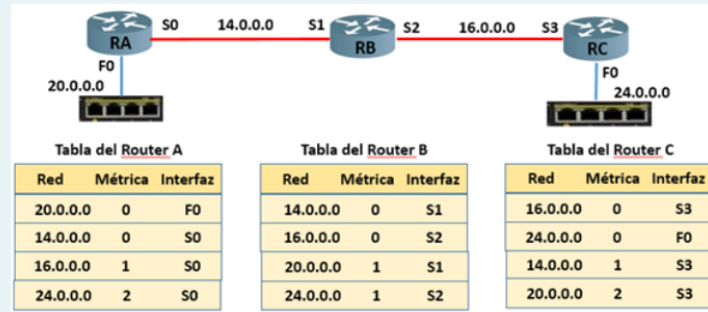 S0 14.0.0.0 S1 S2 16.0.0.0 S3
RA RB RC
F0 F0
20.0.0.0 24.0.0.0
Tabla del Router A
Red Métrica Interfaz
20.0.0.0 0 F0
14.0.0.0 0 S0
16.0.0.0 1 S0
24.0.0.0 2 S0
Tabla del Router B
Red Métrica Interfaz
14.0.0.0 0 S1
16.0.0.0 0 S2
20.0.0.0 1 S1
24.0.0.0 1 S2
Tabla del Router C
Red Métrica Interfaz
16.0.0.0 0 S3
24.0.0.0 0 F0
14.0.0.0 1 S3
20.0.0.0 2 S3